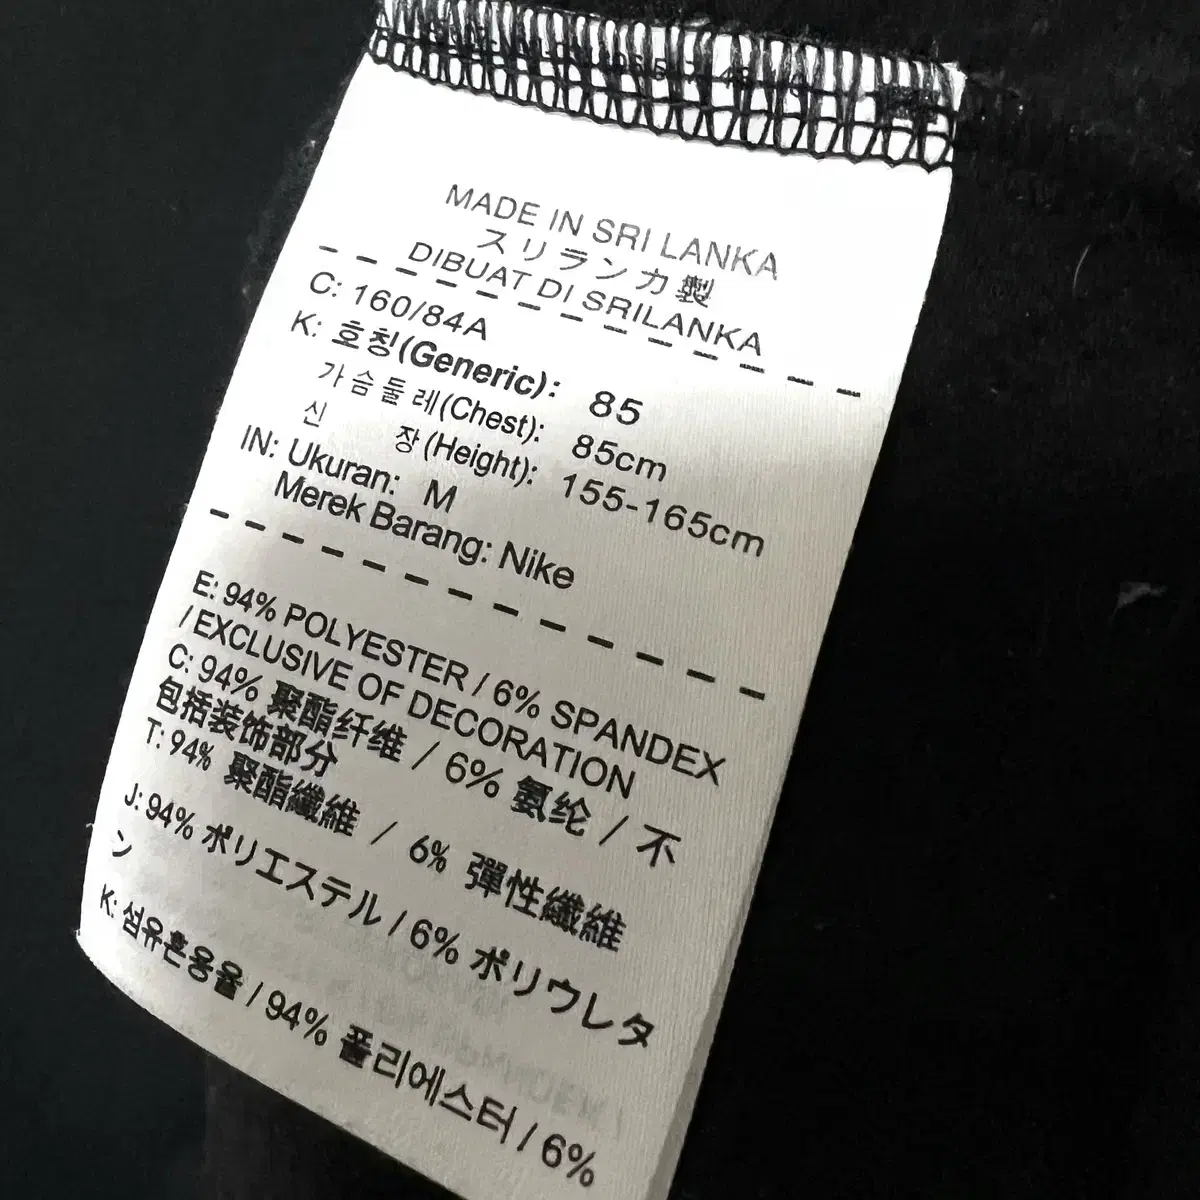 MADE IN SRI LANKA
スリランカ製
DIBUAT DI SRILANKA
C: 160/84A
K: 호칭(Generic): 85
가슴둘레(Chest): 85cm
신 장(Height): 155-165cm
IN: Ukuran: M
Merek Barang: Nike
E: 94% POLYESTER / 6% SPANDEX
/ EXCLUSIVE OF DECORATION
C: 94% 聚酯纤维 / 6% 氨纶 / 不
包括装饰部分
T: 94% 聚酯纖維 / 6% 彈性纖維
J: 94% ポリエステル / 6% ポリウレタ
ン
K: 섬유혼용율 / 94% 폴리에스터 / 6%